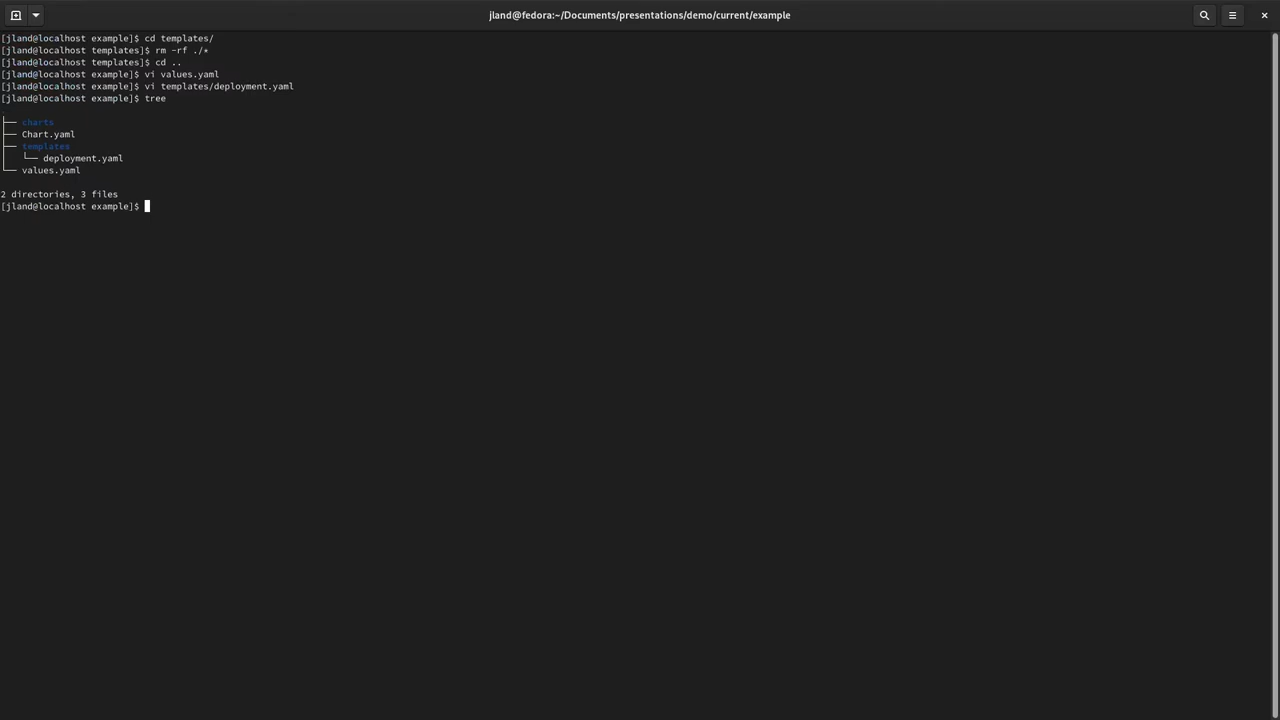 jland@fedora:~/Documents/presentations/demo/current/example
[jland@localhost example]$ cd templates/
[jland@localhost templates]$ rm -rf ./*
[jland@localhost templates]$ cd ..
[jland@localhost example]$ vi values.yaml
[jland@localhost example]$ vi templates/deployment.yaml
[jland@localhost example]$ tree
.
├── charts
├── Chart.yaml
├── templates
│   └── deployment.yaml
└── values.yaml
2 directories, 3 files
[jland@localhost example]$